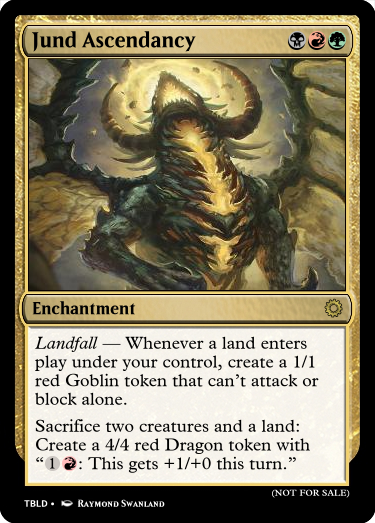 Jund Ascendancy
Enchantment
Landfall — Whenever a land enters
play under your control, create a 1/1
red Goblin token that can’t attack or
block alone.
Sacrifice two creatures and a land:
Create a 4/4 red Dragon token with
“1 : This gets +1/+0 this turn.”
(NOT FOR SALE)
TBLD • Raymond Swanland